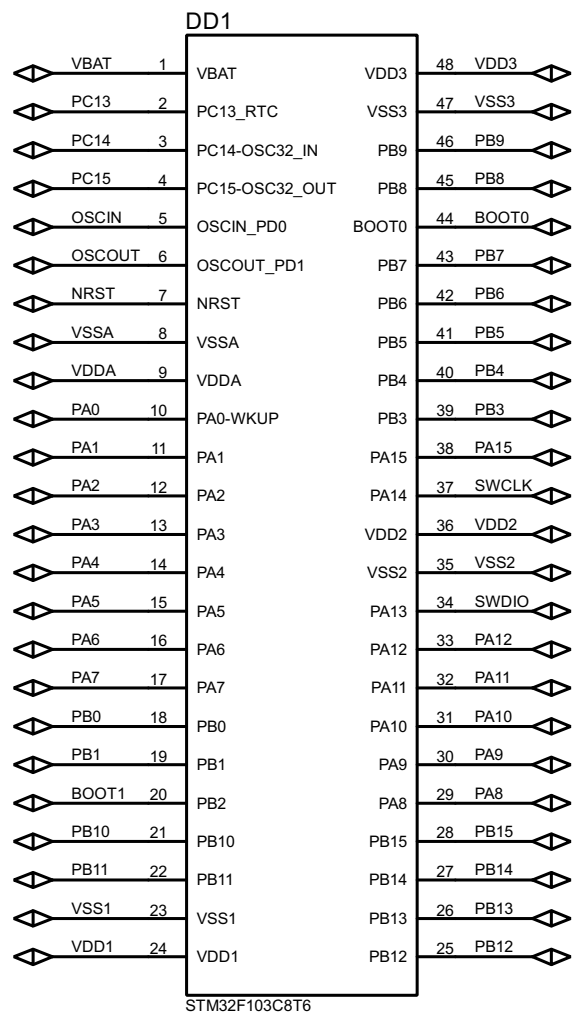 DD1
VBAT 1 VBAT VDD3 48 VDD3
PC13 2 PC13_RTC VSS3 47 VSS3
PC14 3 PC14-OSC32_IN PB9 46 PB9
PC15 4 PC15-OSC32_OUT PB8 45 PB8
OSCIN 5 OSCIN_PD0 BOOT0 44 BOOT0
OSCOUT 6 OSCOUT_PD1 PB7 43 PB7
NRST 7 NRST PB6 42 PB6
VSSA 8 VSSA PB5 41 PB5
VDDA 9 VDDA PB4 40 PB4
PA0 10 PA0-WKUP PB3 39 PB3
PA1 11 PA1 PA15 38 PA15
PA2 12 PA2 PA14 37 SWCLK
PA3 13 PA3 VDD2 36 VDD2
PA4 14 PA4 VSS2 35 VSS2
PA5 15 PA5 PA13 34 SWDIO
PA6 16 PA6 PA12 33 PA12
PA7 17 PA7 PA11 32 PA11
PB0 18 PB0 PA10 31 PA10
PB1 19 PB1 PA9 30 PA9
BOOT1 20 PB2 PA8 29 PA8
PB10 21 PB10 PB15 28 PB15
PB11 22 PB11 PB14 27 PB14
VSS1 23 VSS1 PB13 26 PB13
VDD1 24 VDD1 PB12 25 PB12
STM32F103C8T6